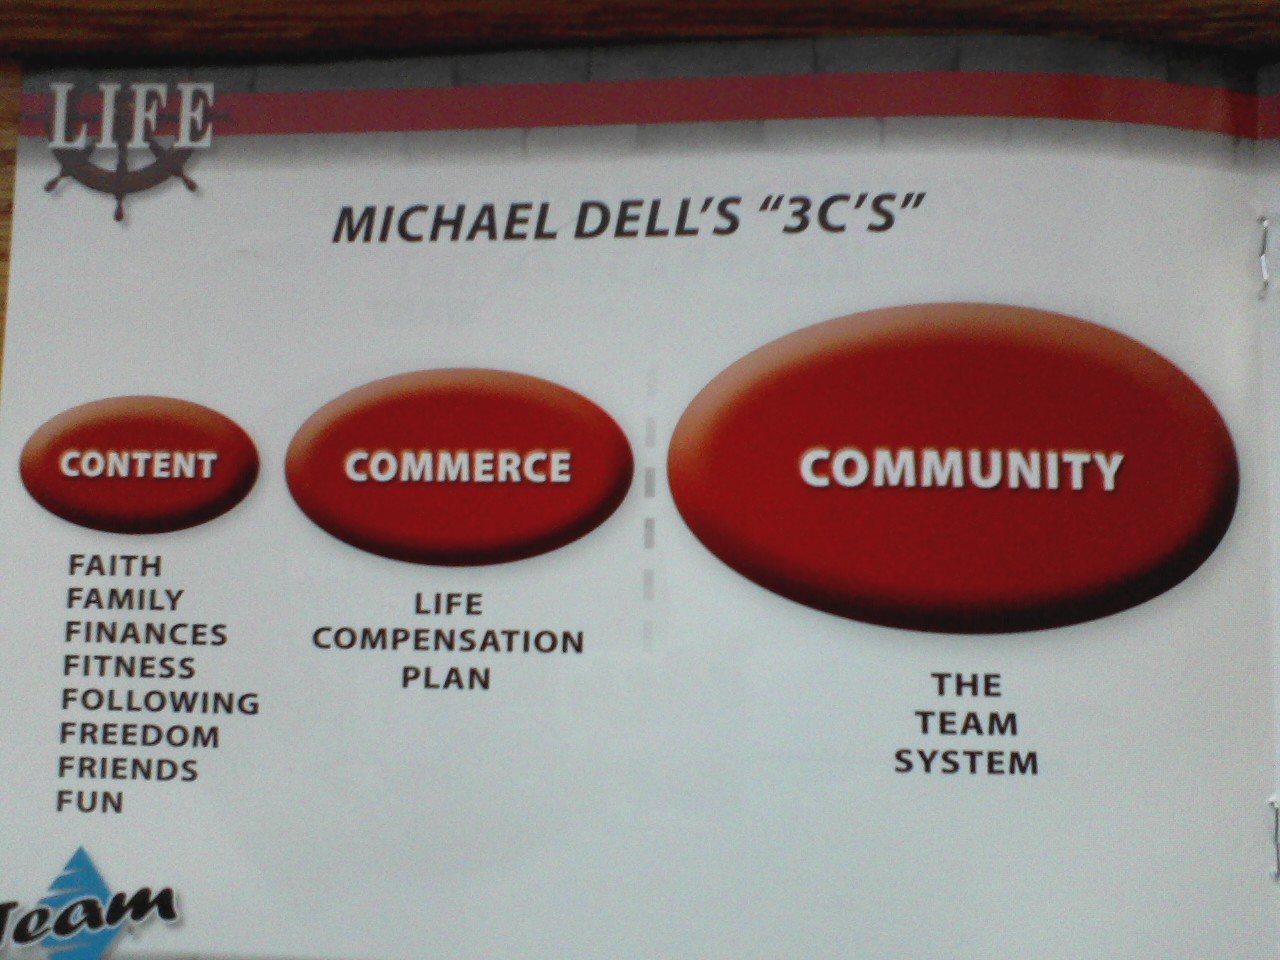 LIFE
MICHAEL DELL'S “3C'S”
CONTENT
FAITH
FAMILY
FINANCES
FITNESS
FOLLOWING
FREEDOM
FRIENDS
FUN
COMMERCE
LIFE
COMPENSATION
PLAN
COMMUNITY
THE
TEAM
SYSTEM
Team